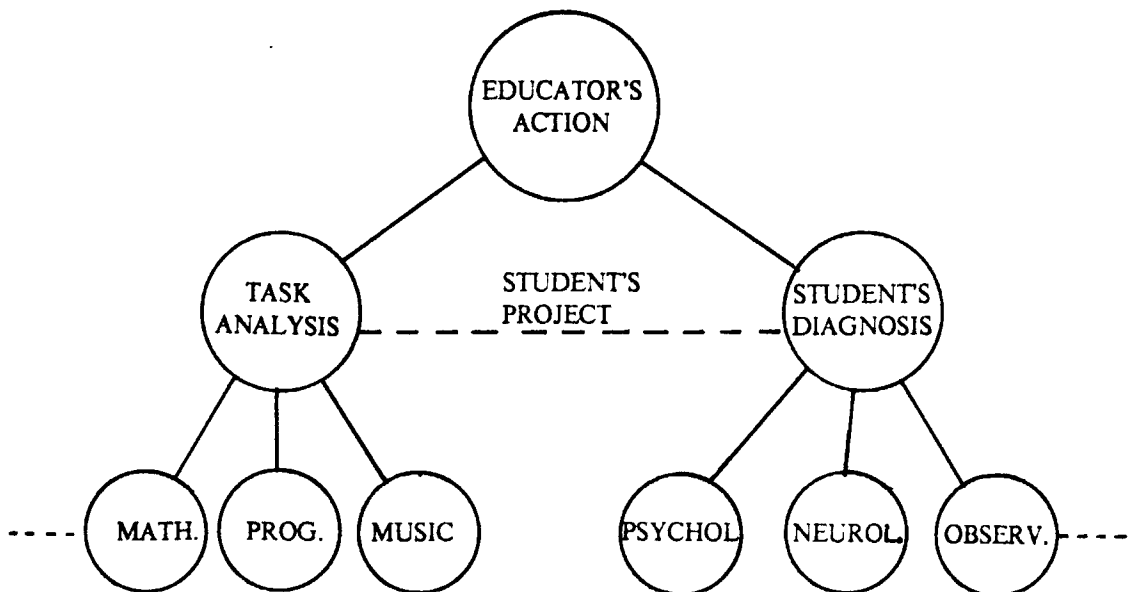 EDUCATOR'S
ACTION
TASK
ANALYSIS
STUDENT'S
PROJECT
STUDENT'S
DIAGNOSIS
MATH.
PROG.
MUSIC
PSYCHOL
NEUROL.
OBSERV.